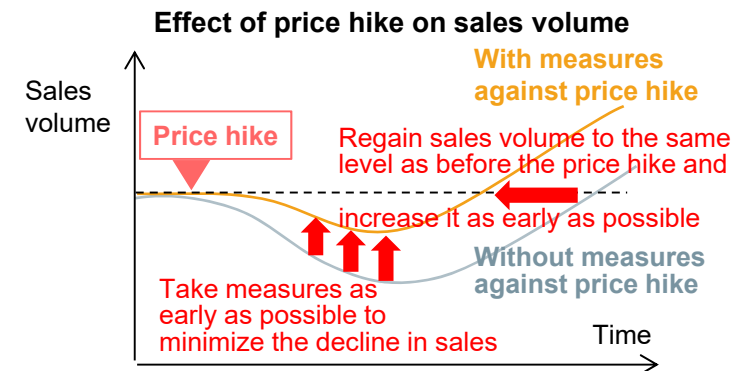 Effect of price hike on sales volume
With measures
against price hike
Sales
volume
Price hike
Regain sales volume to the same
level as before the price hike and
increase it as early as possible
Without measures
against price hike
Take measures as
early as possible to
minimize the decline in sales
Time